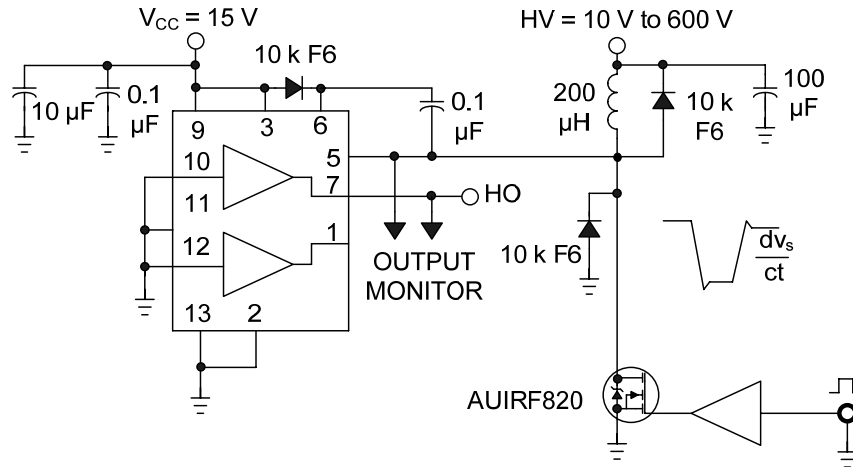 V_CC = 15 V
HV = 10 V to 600 V
10 k F6
10 µF
0.1
µF
9
3
6
0.1
µF
200
µH
10 k
F6
100
µF
10
5
7
HO
11
12
1
10 k F6
OUTPUT
MONITOR
dv_s
ct
13
2
AUIRF820